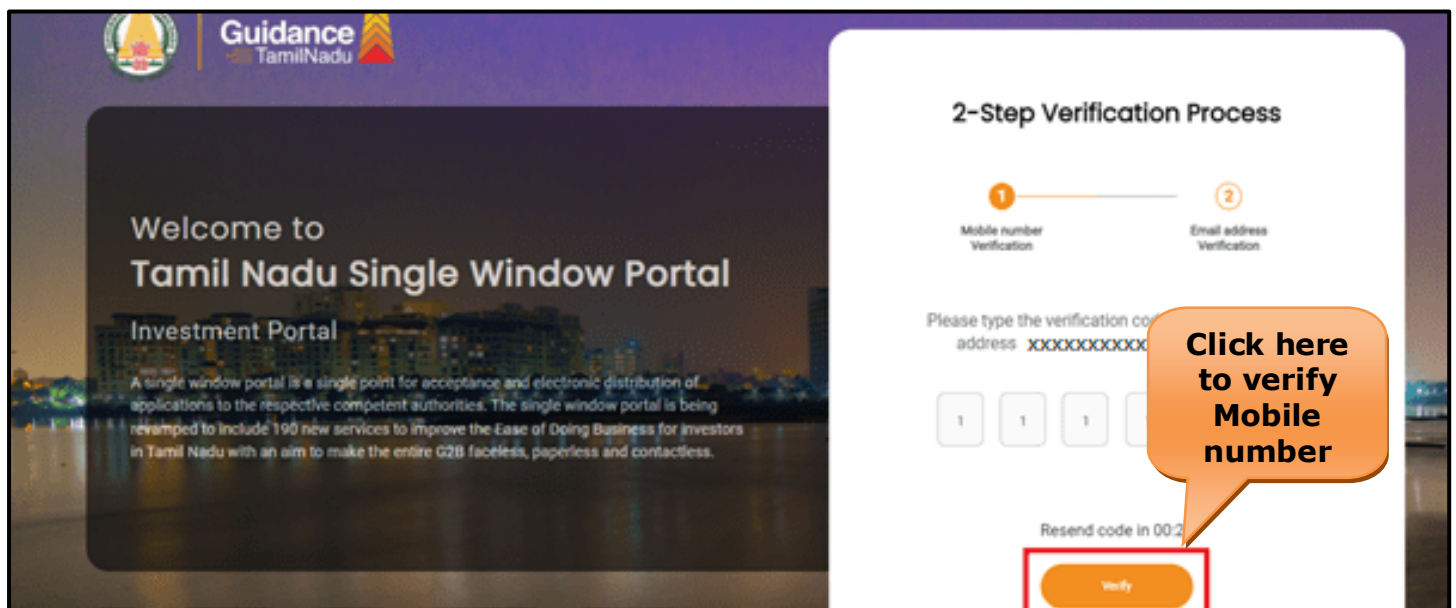 Guidance
TamilNadu
Welcome to
Tamil Nadu Single Window Portal
Investment Portal
A single window portal is a single point for acceptance and electronic distribution of
applications to the respective competent authorities. The single window portal is being
revamped to include 190 new services to improve the Ease of Doing Business for investors
in Tamil Nadu with an aim to make the entire G2B faceless, paperless and contactless.
2-Step Verification Process
1
2
Mobile number
Verification
Email address
Verification
Please type the verification
address xxxxxxxxxx
1 1 1
Click here
to verify
Mobile
number
Resend code in
Verify